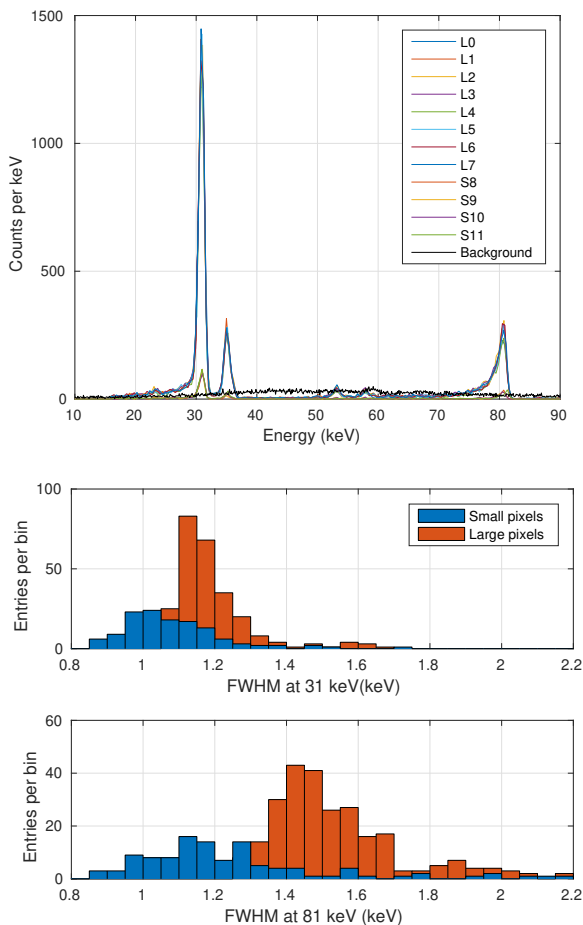 1500
1000
500
0
Counts per keV
10 20 30 40 50 60 70 80 90
Energy (keV)
L0
L1
L2
L3
L4
L5
L6
L7
S8
S9
S10
S11
Background
100
50
0
Entries per bin
Small pixels
Large pixels
0.8 1 1.2 1.4 1.6 1.8 2 2.2
FWHM at 31 keV(keV)
60
40
20
0
Entries per bin
0.8 1 1.2 1.4 1.6 1.8 2 2.2
FWHM at 81 keV (keV)